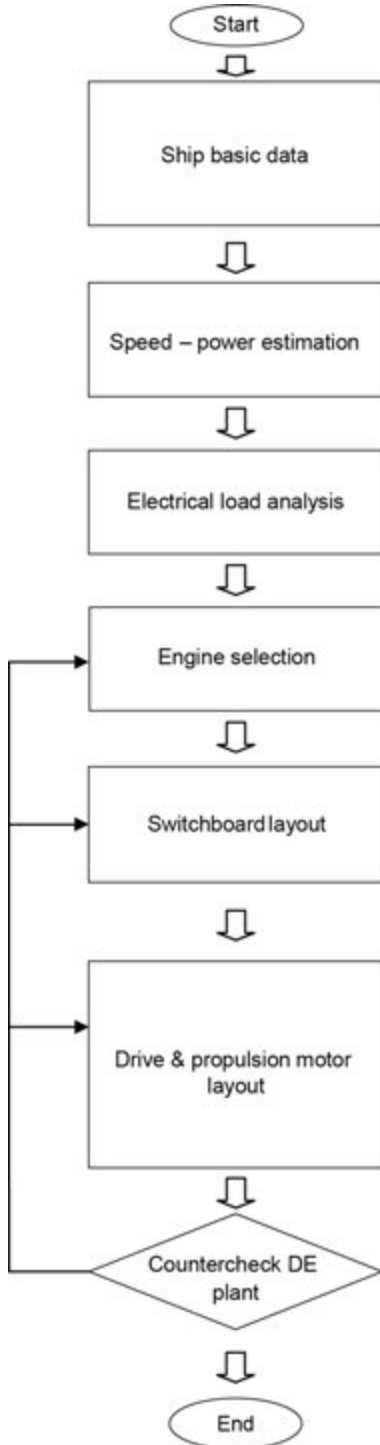 Start
Ship basic data
Speed – power estimation
Electrical load analysis
Engine selection
Switchboard layout
Drive & propulsion motor
layout
Countercheck DE
plant
End